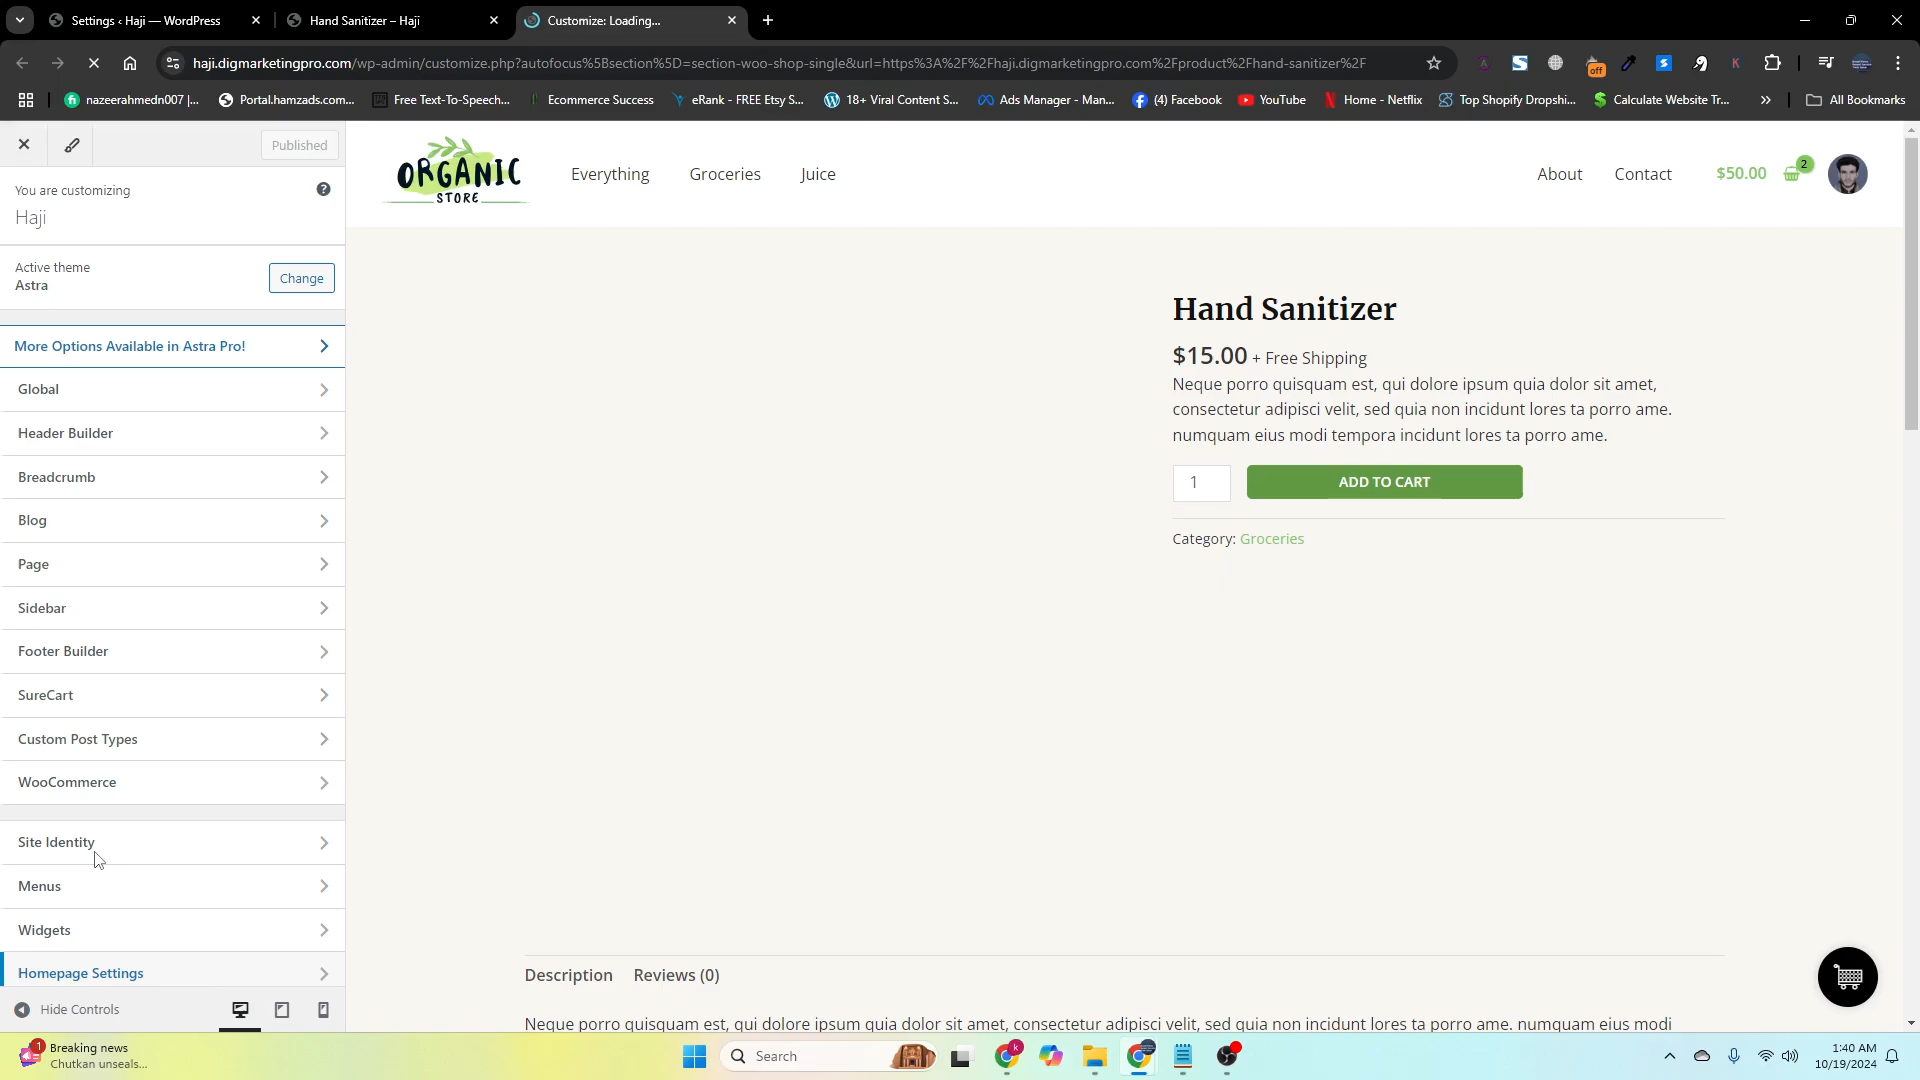 Settings ‹ Haji — WordPress
Hand Sanitizer – Haji
Customize: Loading...
haji.digmarketingpro.com/wp-admin/customize.php?autofocus%5Bsection%5D=section-woo-shop-single&url=https%3A%2F%2Fhaji.digmarketingpro.com%2Fproduct%2Fhand-sanitizer%2F
off
nazeerahmedn007 |...
Portal.hamzads.com...
Free Text-To-Speech...
Ecommerce Success
eRank - FREE Etsy S...
18+ Viral Content S...
Ads Manager - Man...
(4) Facebook
YouTube
Home - Netflix
Top Shopify Dropshi...
Calculate Website Tr...
»
All Bookmarks
Published
You are customizing
Haji
Active theme
Astra
Change
More Options Available in Astra Pro!
Global
Header Builder
Breadcrumb
Blog
Page
Sidebar
Footer Builder
SureCart
Custom Post Types
WooCommerce
Site Identity
Menus
Widgets
Homepage Settings
Hide Controls
ORGANIC
STORE
Everything
Groceries
Juice
About
Contact
$50.00
2
Hand Sanitizer
$15.00 + Free Shipping
Neque porro quisquam est, qui dolore ipsum quia dolor sit amet,
consectetur adipisci velit, sed quia non incidunt lores ta porro ame.
numquam eius modi tempora incidunt lores ta porro ame.
1
ADD TO CART
Category: Groceries
Description
Reviews (0)
Neque porro quisquam est, qui dolore ipsum quia dolor sit amet, consectetur adipisci velit, sed quia non incidunt lores ta porro ame. numquam eius modi
1
Breaking news
Chutkan unseals...
Search
k
1:40 AM
10/19/2024